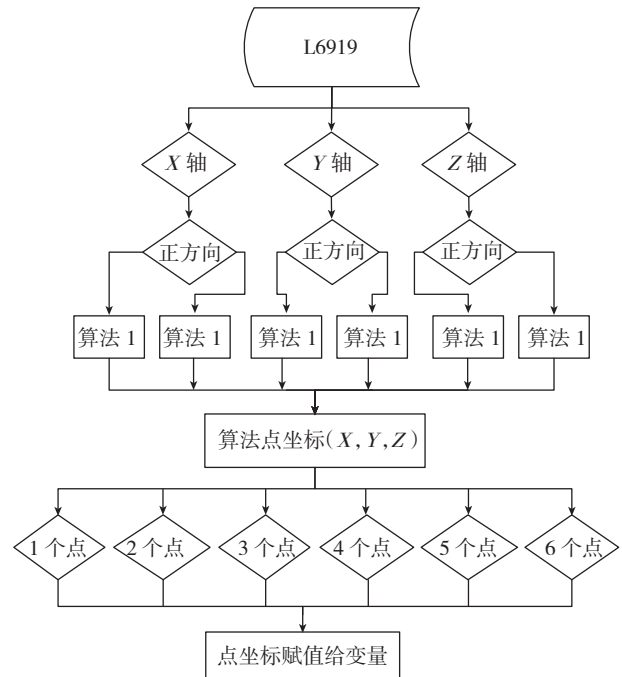 L6919
X 轴 Y 轴 Z 轴
正方向 正方向 正方向
算法 1 算法 1 算法 1 算法 1 算法 1 算法 1
算法点坐标(X, Y, Z)
1 个点 2 个点 3 个点 4 个点 5 个点 6 个点
点坐标赋值给变量